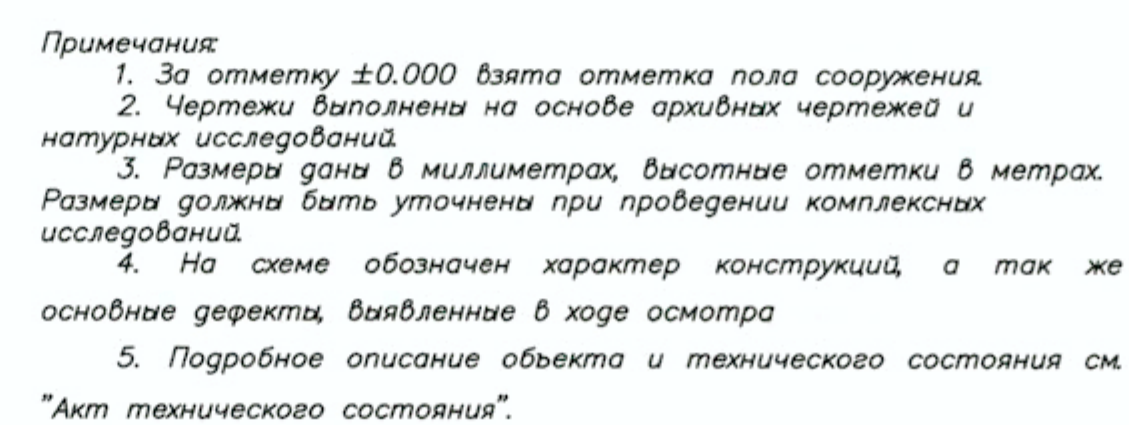 Примечания:
1. За отметку ±0.000 взята отметка пола сооружения.
2. Чертежи выполнены на основе архивных чертежей и
натурных исследований.
3. Размеры даны в миллиметрах, высотные отметки в метрах.
Размеры должны быть уточнены при проведении комплексных
исследований.
4. На схеме обозначен характер конструкций, а так же
основные дефекты, выявленные в ходе осмотра
5. Подробное описание объекта и технического состояния см.
"Акт технического состояния".